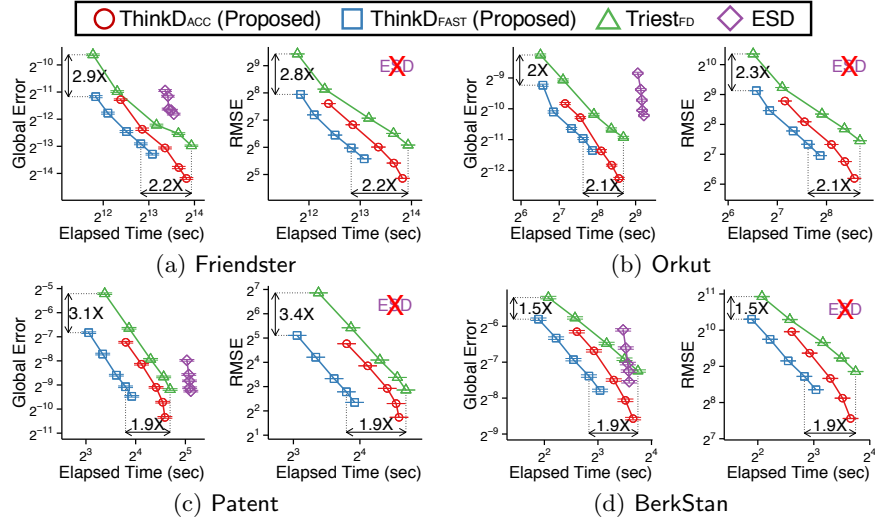 ThinkDACC (Proposed) ThinkDFAST (Proposed) TriestFD ESD
Global Error
2^-10
2^-11
2^-12
2^-13
2^-14
2.9X
2.2X
2^12 2^13 2^14
Elapsed Time (sec)
RMSE
2^9
2^8
2^7
2^6
2^5
2.8X
ESD
2.2X
2^12 2^13 2^14
Elapsed Time (sec)
(a) Friendster
Global Error
2^-9
2^-10
2^-11
2^-12
2X
2.1X
2^6 2^7 2^8 2^9
Elapsed Time (sec)
RMSE
2^10
2^9
2^8
2^7
2^6
2.3X
ESD
2.1X
2^6 2^7 2^8
Elapsed Time (sec)
(b) Orkut
Global Error
2^-5
2^-6
2^-7
2^-8
2^-9
2^-10
2^-11
3.1X
1.9X
2^3 2^4 2^5
Elapsed Time (sec)
RMSE
2^7
2^6
2^5
2^4
2^3
2^2
2^1
3.4X
ESD
1.9X
2^3 2^4
Elapsed Time (sec)
(c) Patent
Global Error
2^-6
2^-7
2^-8
2^-9
1.5X
1.9X
2^2 2^3 2^4
Elapsed Time (sec)
RMSE
2^11
2^10
2^9
2^8
2^7
1.5X
ESD
1.9X
2^2 2^3 2^4
Elapsed Time (sec)
(d) BerkStan